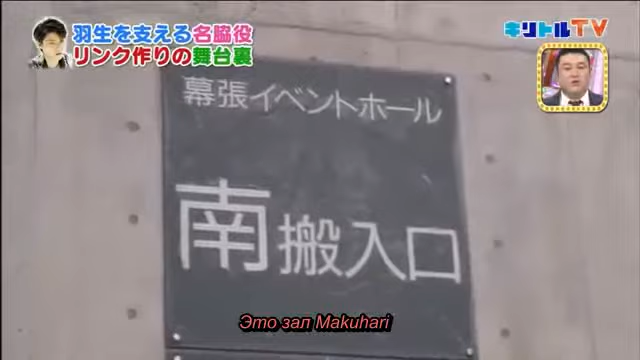 羽生を支える名脇役
リンク作りの舞台裏
キリトルTV
幕張イベントホール
南搬入口
Это зал Makuhari